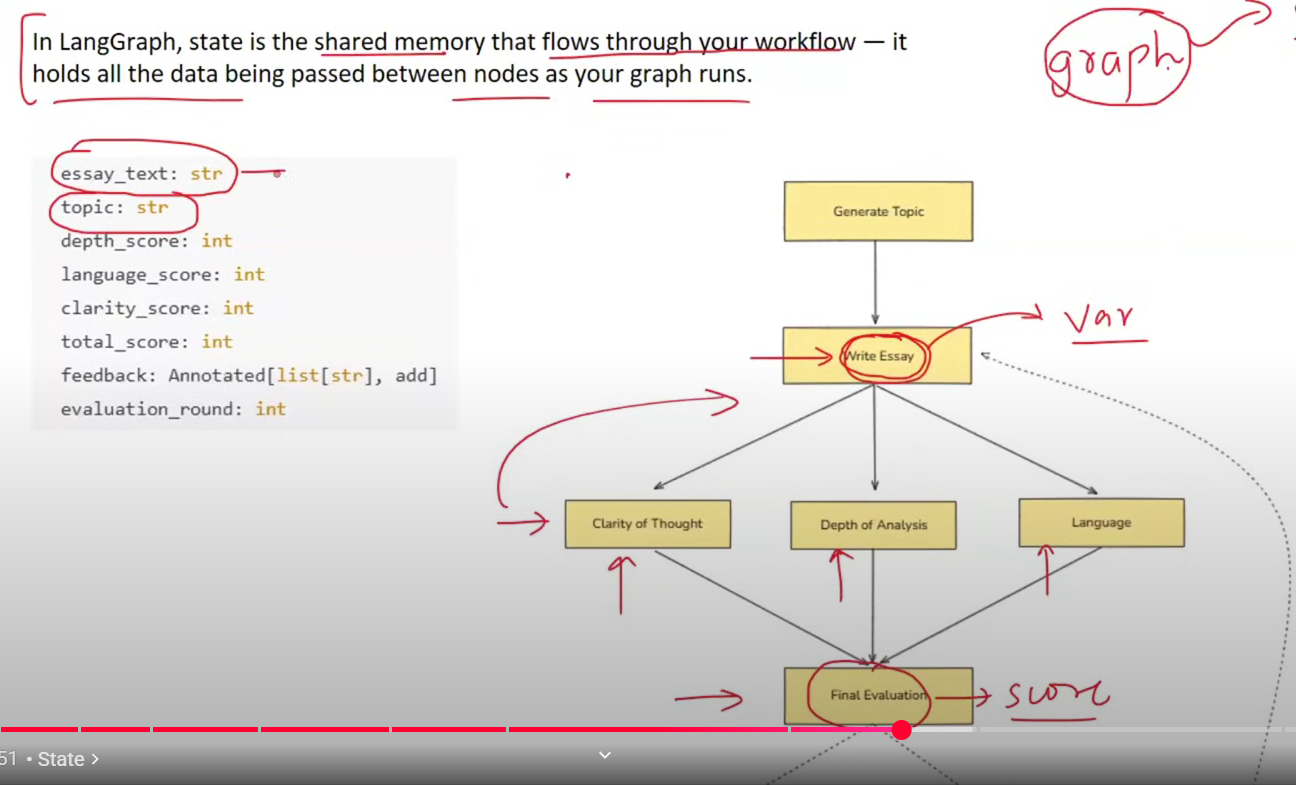 In LangGraph, state is the shared memory that flows through your workflow — it
holds all the data being passed between nodes as your graph runs.
graph
essay_text: str
topic: str
depth_score: int
language_score: int
clarity_score: int
total_score: int
feedback: Annotated[list[str], add]
evaluation_round: int
Generate Topic
Write Essay
Var
Clarity of Thought
Depth of Analysis
Language
Final Evaluation
score
51 • State >